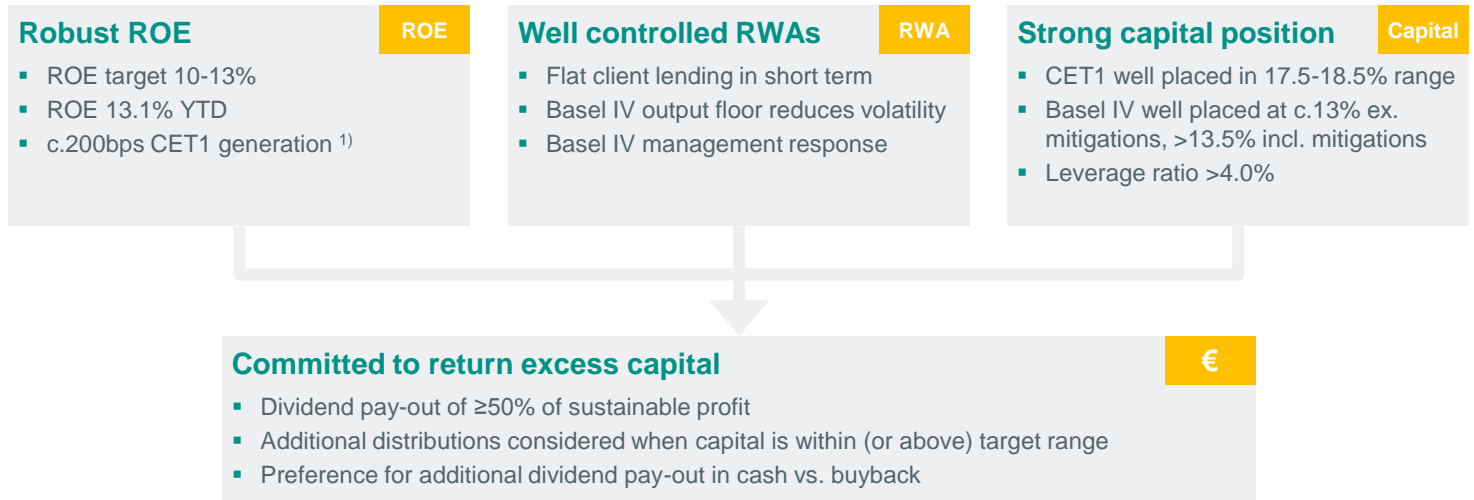 Robust ROE
ROE
▪ ROE target 10-13%
▪ ROE 13.1% YTD
▪ c.200bps CET1 generation 1)
Well controlled RWAs
RWA
▪ Flat client lending in short term
▪ Basel IV output floor reduces volatility
▪ Basel IV management response
Strong capital position
Capital
▪ CET1 well placed in 17.5-18.5% range
▪ Basel IV well placed at c.13% ex.
mitigations, >13.5% incl. mitigations
▪ Leverage ratio >4.0%
Committed to return excess capital
€
▪ Dividend pay-out of ≥50% of sustainable profit
▪ Additional distributions considered when capital is within (or above) target range
▪ Preference for additional dividend pay-out in cash vs. buyback